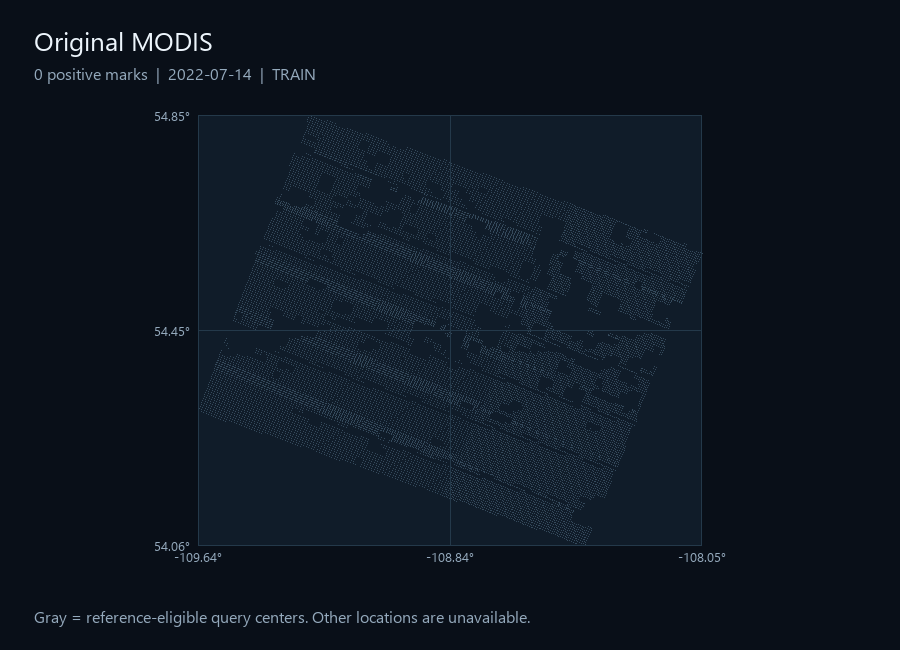 Original MODIS
0 positive marks | 2022-07-14 | TRAIN
54.85°
54.45°
54.06°
-109.64°
-108.84°
-108.05°
Gray = reference-eligible query centers. Other locations are unavailable.